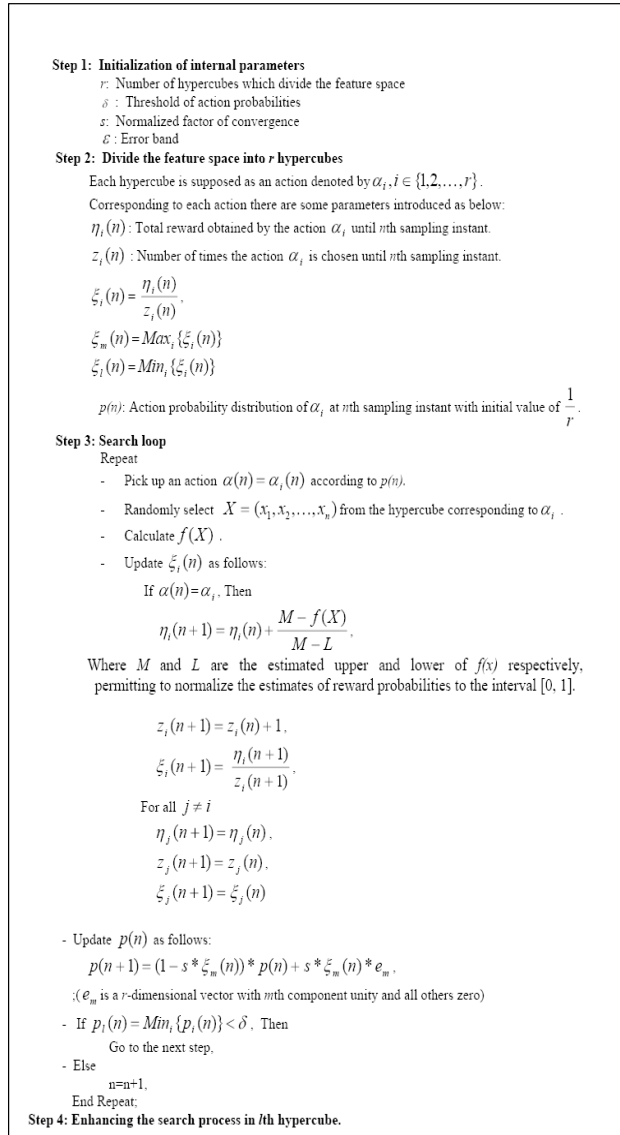 Step 1: Initialization of internal parameters
r: Number of hypercubes which divide the feature space
δ : Threshold of action probabilities
s: Normalized factor of convergence
ε : Error band
Step 2: Divide the feature space into r hypercubes
Each hypercube is supposed as an action denoted by α_i, i ∈ {1,2,...,r}.
Corresponding to each action there are some parameters introduced as below:
η_i(n) : Total reward obtained by the action α_i until nth sampling instant.
z_i(n) : Number of times the action α_i is chosen until nth sampling instant.
ξ_i(n) = η_i(n) / z_i(n),
ξ_m(n) = Max_i {ξ_i(n)}
ξ_l(n) = Min_i {ξ_i(n)}
p(n): Action probability distribution of α_i at nth sampling instant with initial value of 1/r.
Step 3: Search loop
Repeat
- Pick up an action α(n) = α_i(n) according to p(n).
- Randomly select X = (x_1, x_2, ..., x_n) from the hypercube corresponding to α_i .
- Calculate f(X) .
- Update ξ_i(n) as follows:
If α(n)=α_i, Then
η_i(n+1) = η_i(n) + (M − f(X)) / (M − L),
Where M and L are the estimated upper and lower of f(x) respectively,
permitting to normalize the estimates of reward probabilities to the interval [0, 1].
z_i(n+1) = z_i(n)+1,
ξ_i(n+1) = η_i(n+1) / z_i(n+1),
For all j ≠ i
η_j(n+1) = η_j(n),
z_j(n+1) = z_j(n),
ξ_j(n+1) = ξ_j(n)
- Update p(n) as follows:
p(n+1) = (1 − s * ξ_m(n)) * p(n) + s * ξ_m(n) * e_m,
;(e_m is a r-dimensional vector with mth component unity and all others zero)
- If p_l(n) = Min_i {p_i(n)} < δ, Then
Go to the next step,
- Else
n=n+1,
End Repeat;
Step 4: Enhancing the search process in lth hypercube.